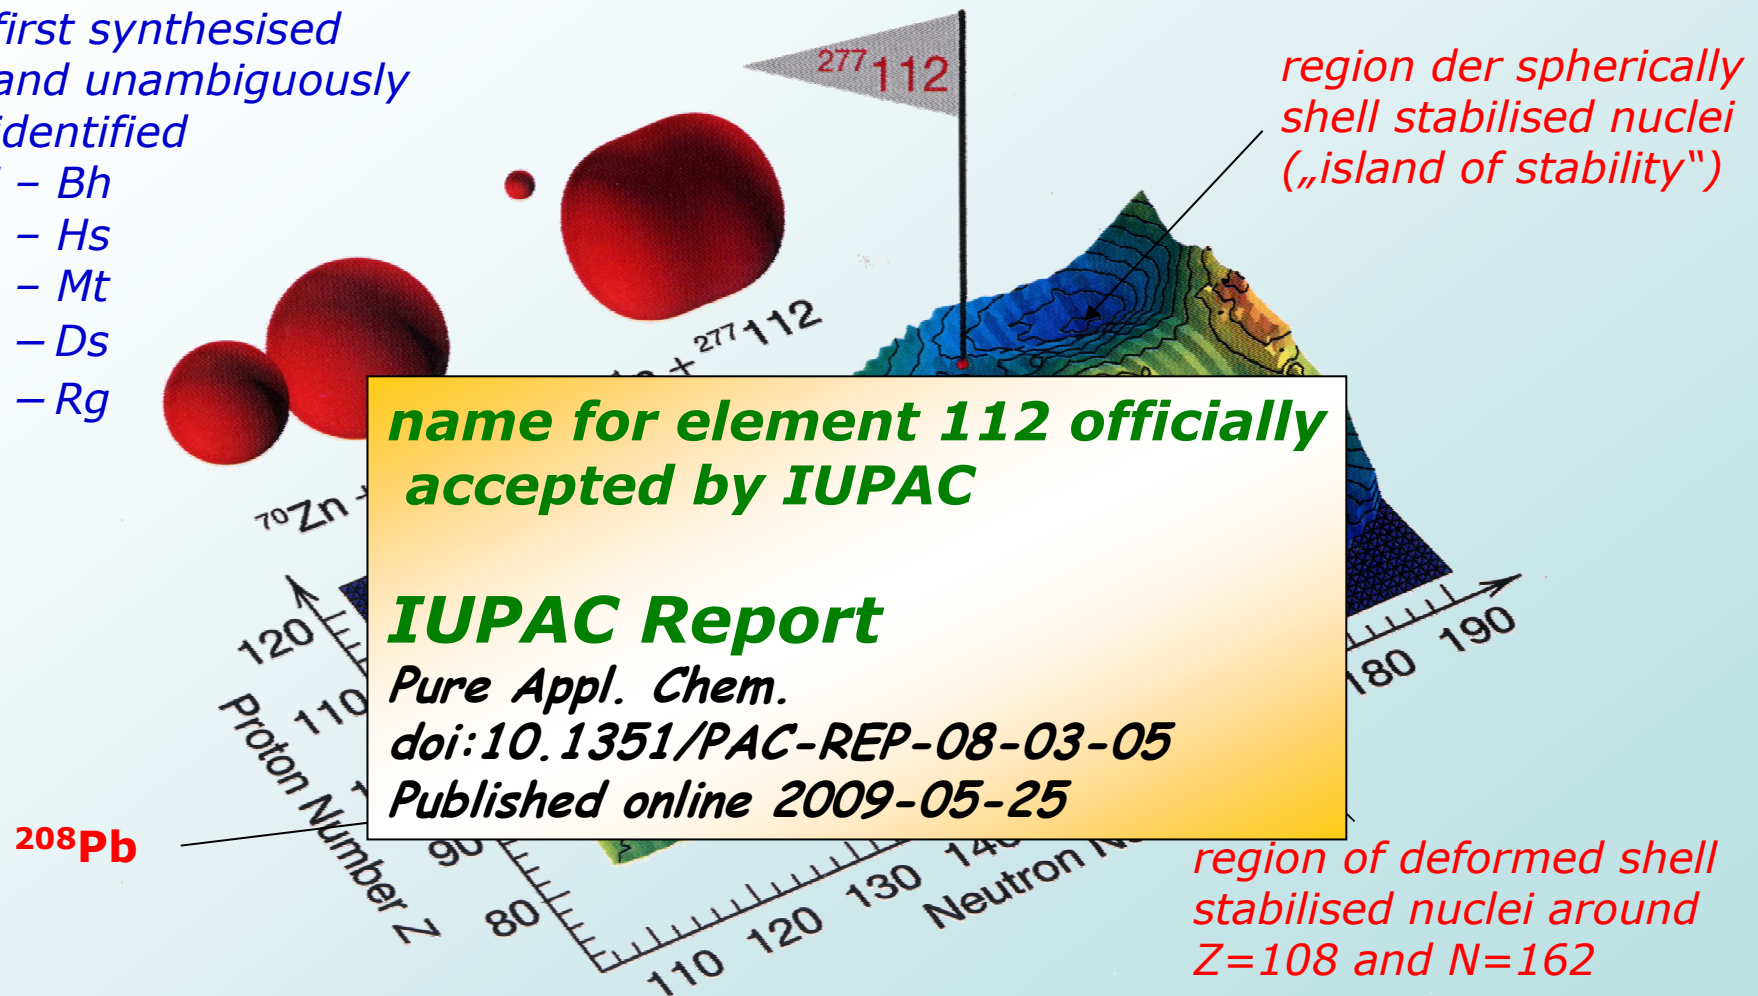 first synthesised
and unambiguously
identified
– Bh
– Hs
– Mt
– Ds
– Rg
²⁷⁷112
region der spherically
shell stabilised nuclei
(„island of stability“)
+ ²⁷⁷112
⁷⁰Zn +
name for element 112 officially
accepted by IUPAC
IUPAC Report
Pure Appl. Chem.
doi:10.1351/PAC-REP-08-03-05
Published online 2009-05-25
120
110
90
80
Proton Number Z
²⁰⁸Pb
110
120
130
140
180
190
Neutron
region of deformed shell
stabilised nuclei around
Z=108 and N=162